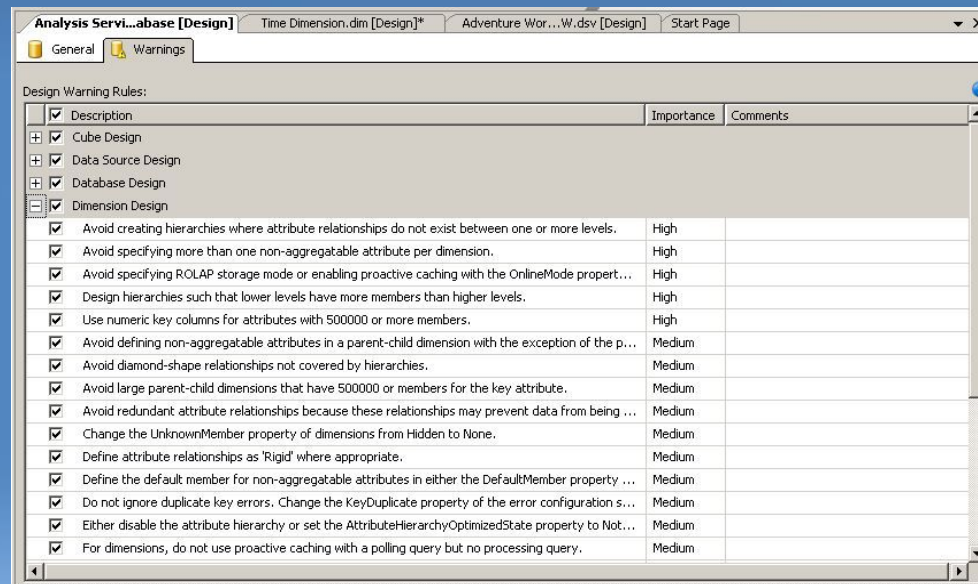 Analysis Servi...abase [Design] Time Dimension.dim [Design]* Adventure Wor...W.dsv [Design] Start Page
General Warnings
Design Warning Rules:
Description Importance Comments
Cube Design
Data Source Design
Database Design
Dimension Design
Avoid creating hierarchies where attribute relationships do not exist between one or more levels. High
Avoid specifying more than one non-aggregatable attribute per dimension. High
Avoid specifying ROLAP storage mode or enabling proactive caching with the OnlineMode propert... High
Design hierarchies such that lower levels have more members than higher levels. High
Use numeric key columns for attributes with 500000 or more members. High
Avoid defining non-aggregatable attributes in a parent-child dimension with the exception of the p... Medium
Avoid diamond-shape relationships not covered by hierarchies. Medium
Avoid large parent-child dimensions that have 500000 or members for the key attribute. Medium
Avoid redundant attribute relationships because these relationships may prevent data from being ... Medium
Change the UnknownMember property of dimensions from Hidden to None. Medium
Define attribute relationships as 'Rigid' where appropriate. Medium
Define the default member for non-aggregatable attributes in either the DefaultMember property ... Medium
Do not ignore duplicate key errors. Change the KeyDuplicate property of the error configuration s... Medium
Either disable the attribute hierarchy or set the AttributeHierarchyOptimizedState property to Not... Medium
For dimensions, do not use proactive caching with a polling query but no processing query. Medium